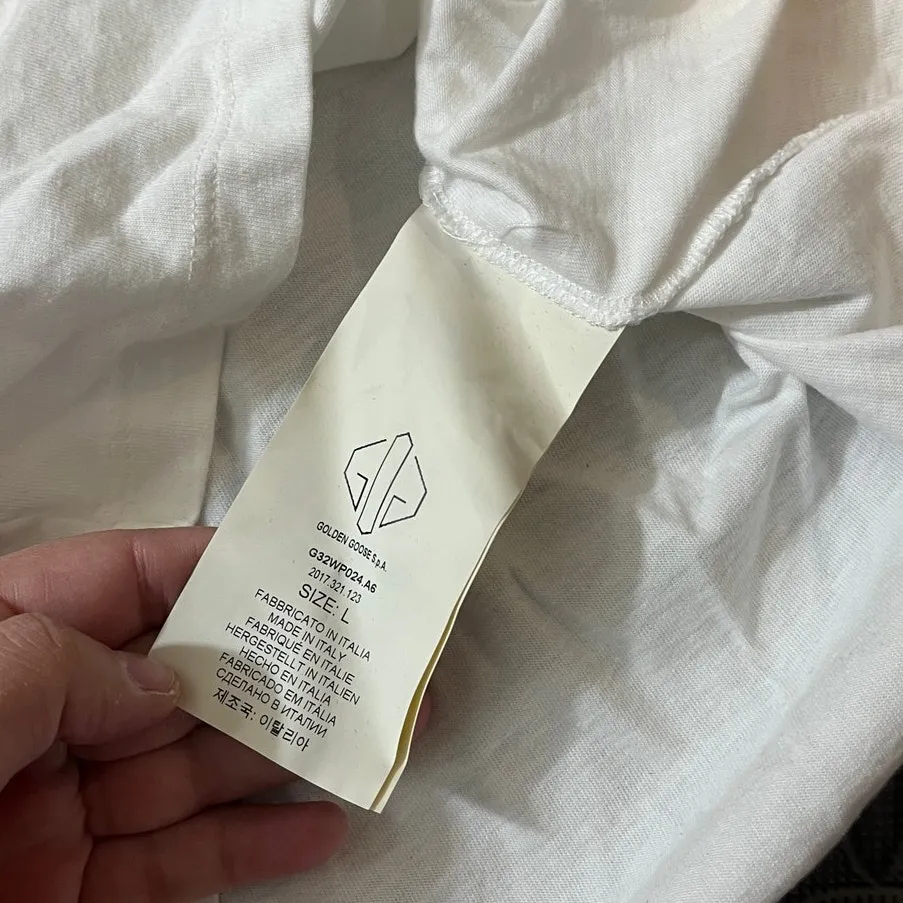 GOLDEN GOOSE S.p.A.
G32WP024.A6
2017.321.123
SIZE: L
FABBRICATO IN ITALIA
MADE IN ITALY
FABRIQUÉ EN ITALIE
HERGESTELLT IN ITALIEN
HECHO EN ITALIA
FABRICADO EM ITÁLIA
СДЕЛАНО В ИТАЛИИ
제조국: 이탈리아